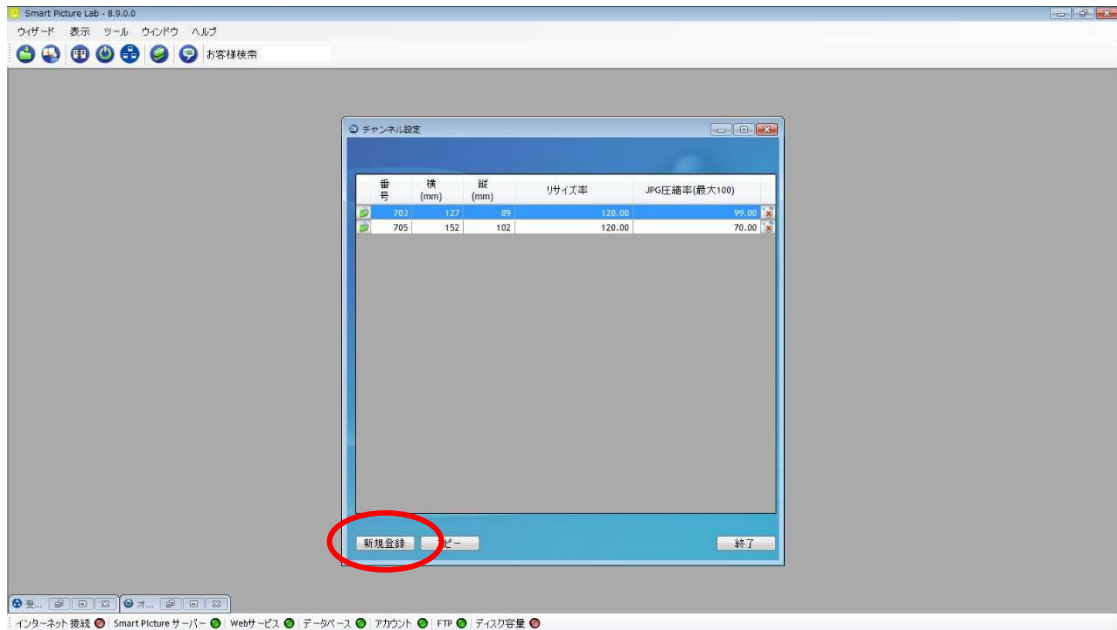 Smart Picture Lab - 8.9.0.0
ウィザード 表示 ツール ウィンドウ ヘルプ
お客様検索
チャンネル設定
番号 横(mm) 縦(mm) リサイズ率 JPG圧縮率(最大100)
703 127 89 120.00 99.00
705 152 102 120.00 70.00
新規登録 コピー 終了
受... オ...
インターネット接続 Smart Picture サーバー Webサービス データベース アカウント FTP ディスク容量